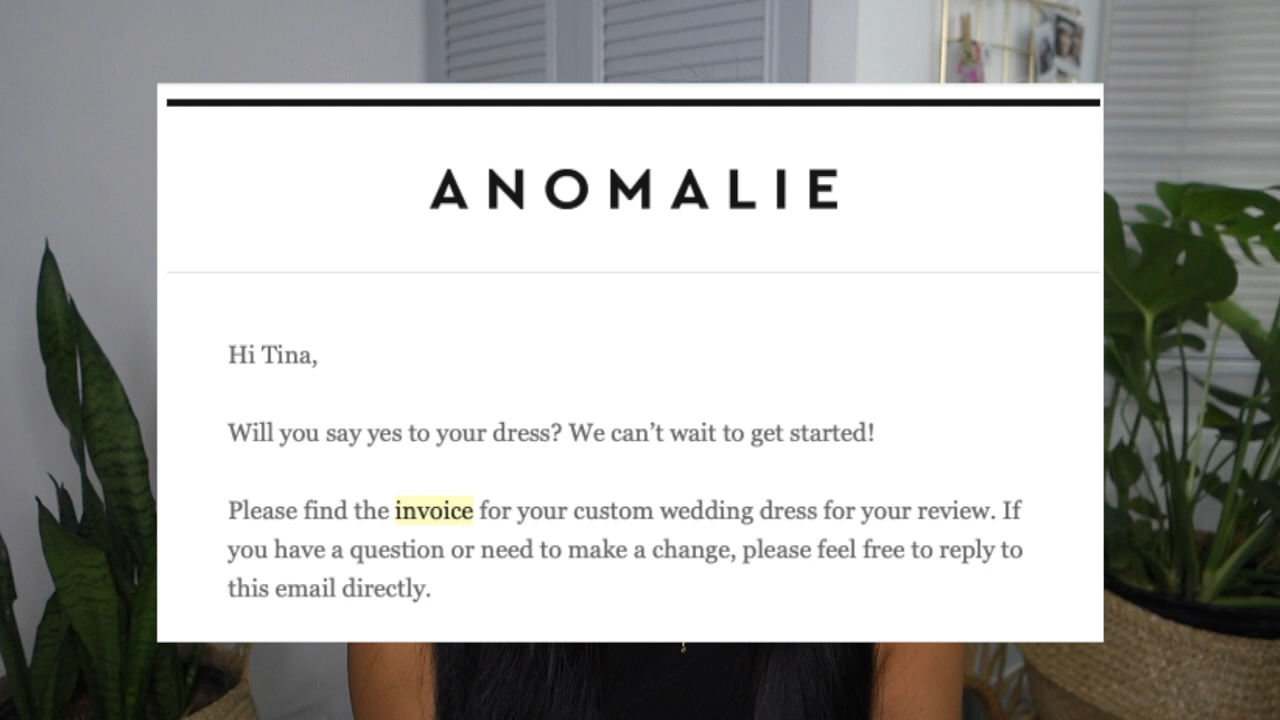 ANOMALIE
Hi Tina,
Will you say yes to your dress? We can’t wait to get started!
Please find the invoice for your custom wedding dress for your review. If
you have a question or need to make a change, please feel free to reply to
this email directly.